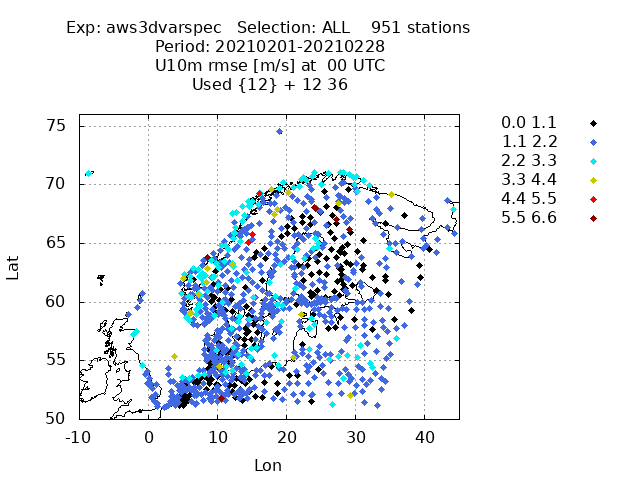 Exp: aws3dvarspec   Selection: ALL    951 stations
Period: 20210201-20210228
U10m rmse [m/s] at  00 UTC
Used {12} + 12 36
0.0 1.1
1.1 2.2
2.2 3.3
3.3 4.4
4.4 5.5
5.5 6.6
75
70
65
60
55
50
Lat
-10 0 10 20 30 40
Lon